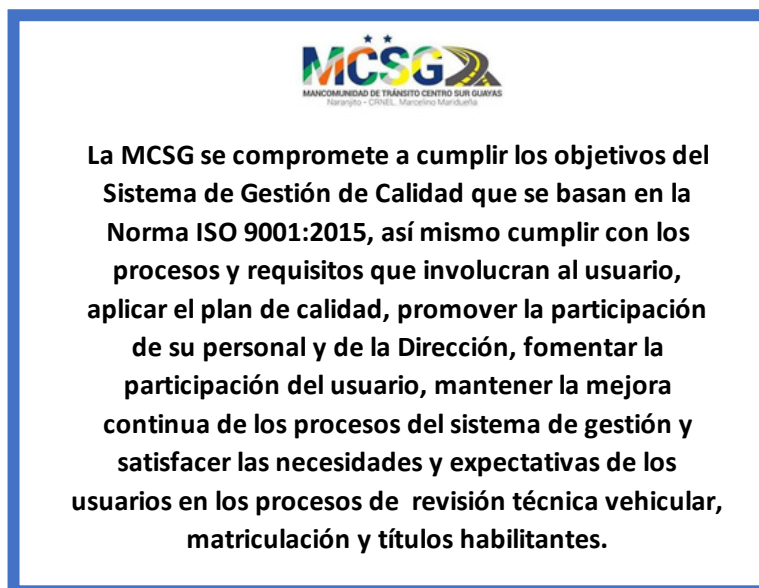 MCSG
MANCOMUNIDAD DE TRÁNSITO CENTRO SUR GUAYAS
Naranjito - CRNEL. Marcelino Maridueña
La MCSG se compromete a cumplir los objetivos del
Sistema de Gestión de Calidad que se basan en la
Norma ISO 9001:2015, así mismo cumplir con los
procesos y requisitos que involucran al usuario,
aplicar el plan de calidad, promover la participación
de su personal y de la Dirección, fomentar la
participación del usuario, mantener la mejora
continua de los procesos del sistema de gestión y
satisfacer las necesidades y expectativas de los
usuarios en los procesos de  revisión técnica vehicular,
matriculación y títulos habilitantes.